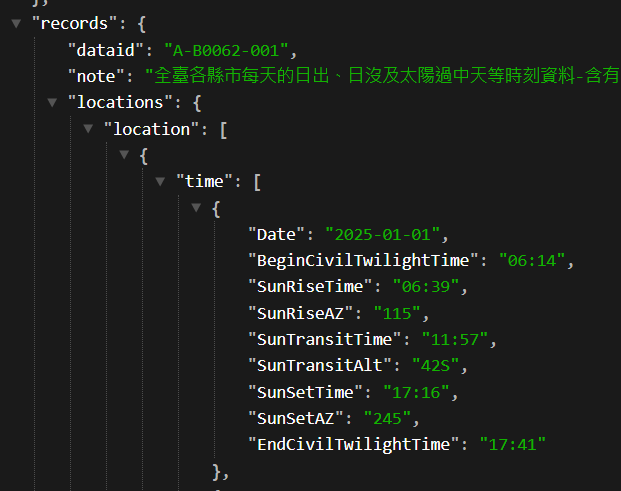 },
"records": {
"dataid": "A-B0062-001",
"note": "全臺各縣市每天的日出、日沒及太陽過中天等時刻資料-含有
"locations": {
"location": [
{
"time": [
{
"Date": "2025-01-01",
"BeginCivilTwilightTime": "06:14",
"SunRiseTime": "06:39",
"SunRiseAZ": "115",
"SunTransitTime": "11:57",
"SunTransitAlt": "42S",
"SunSetTime": "17:16",
"SunSetAZ": "245",
"EndCivilTwilightTime": "17:41"
},